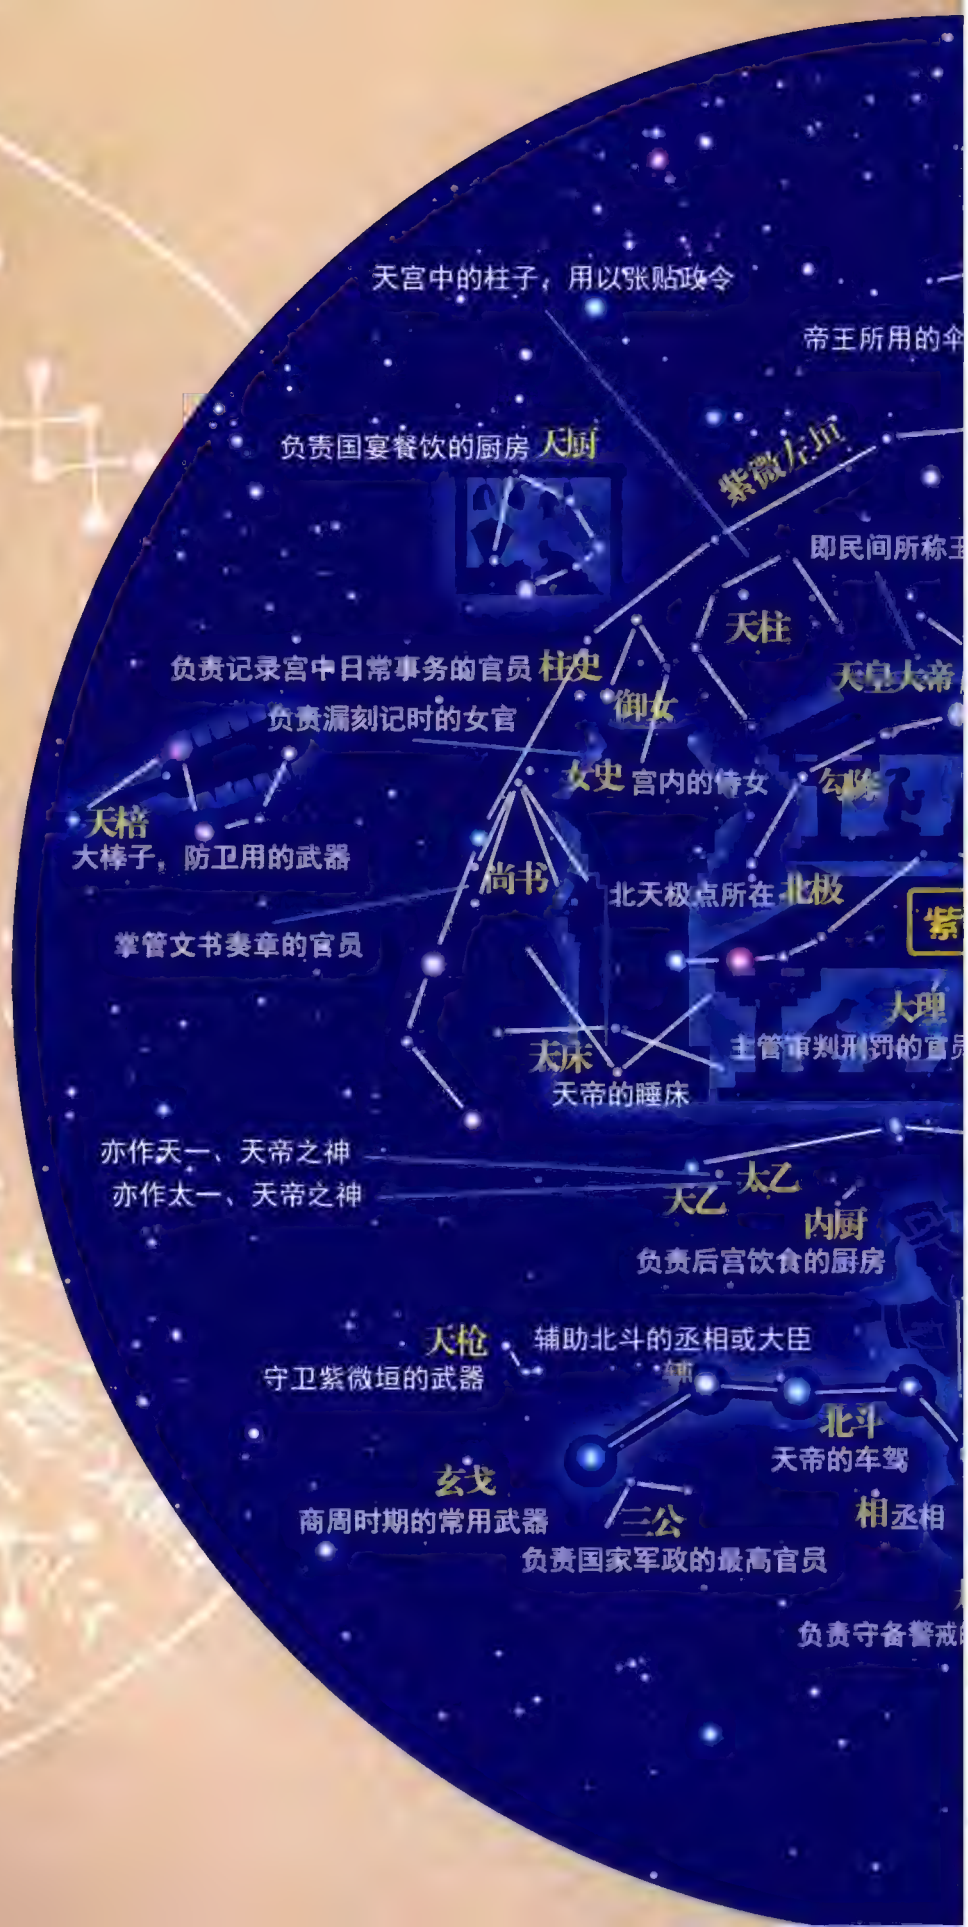 天宫中的柱子，用以张贴政令
帝王所用的伞
负责国宴餐饮的厨房 天厨
紫微左垣
即民间所称玉
天柱
负责记录宫中日常事务的官员 柱史
天皇大帝
御女
负责漏刻记时的女官
女史 宫内的侍女
勾陈
天棓
大棒子，防卫用的武器
尚书
北天极点所在 北极
紫
掌管文书奏章的官员
大理
主管审判刑罚的官员
天床
天帝的睡床
亦作天一、天帝之神
太乙
亦作太一、天帝之神
天乙
内厨
负责后宫饮食的厨房
天枪
辅助北斗的丞相或大臣
守卫紫微垣的武器
辅
北斗
天帝的车驾
玄戈
商周时期的常用武器
三公
相 丞相
负责国家军政的最高官员
负责守备警戒